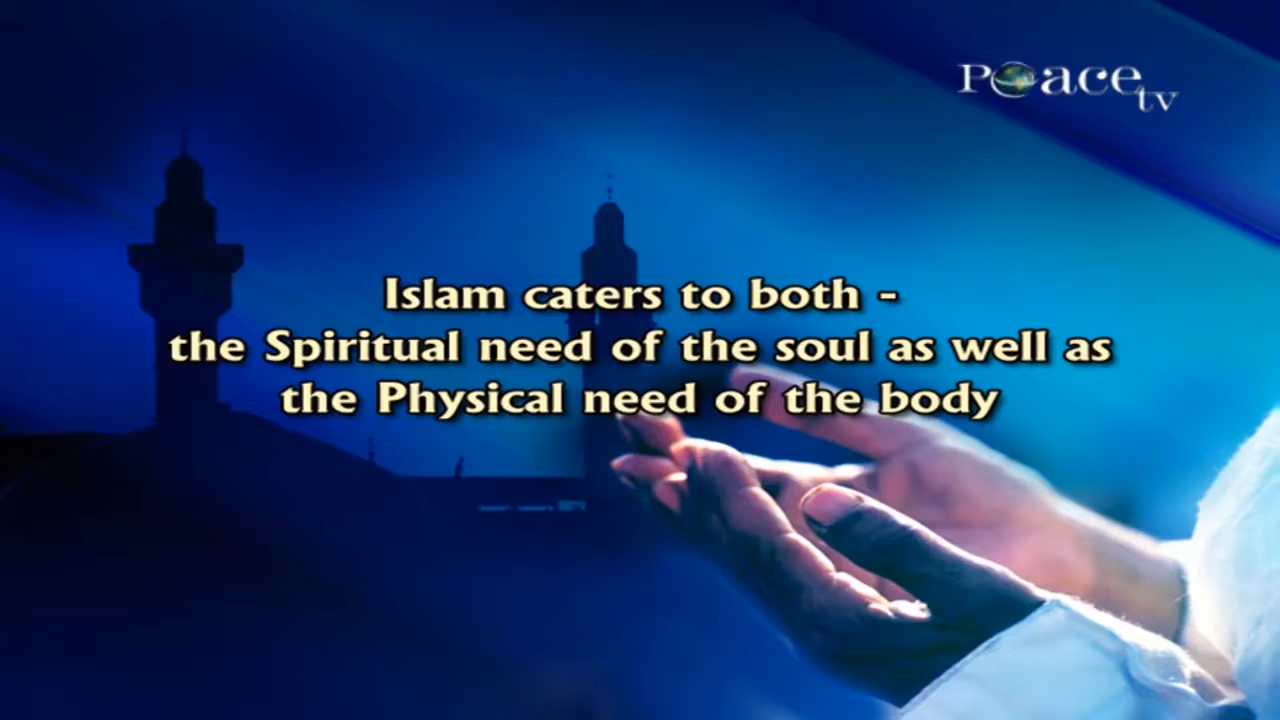 Peace tv
Islam caters to both -
the Spiritual need of the soul as well as
the Physical need of the body